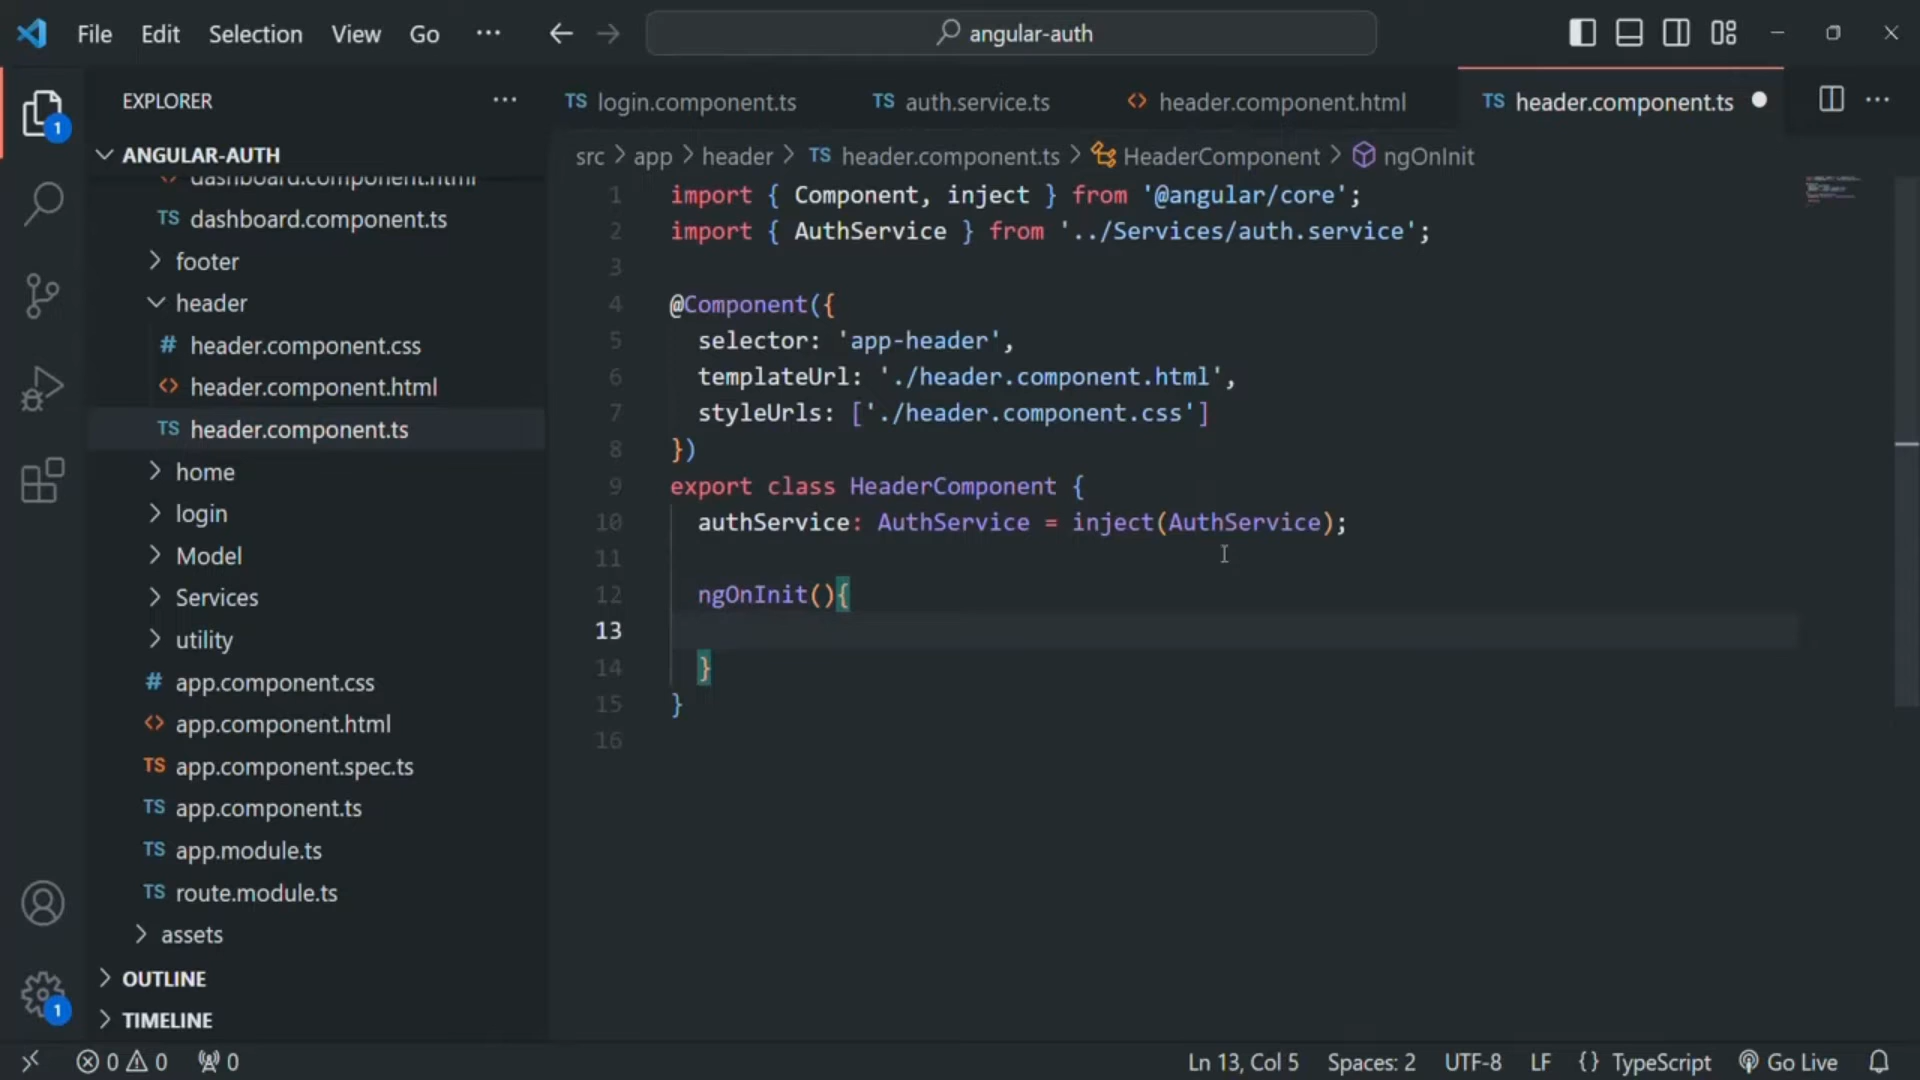 File Edit Selection View Go ··· angular-auth
EXPLORER ···
ANGULAR-AUTH
dashboard.component.html
TS dashboard.component.ts
footer
header
# header.component.css
<> header.component.html
TS header.component.ts
home
login
Model
Services
utility
# app.component.css
<> app.component.html
TS app.component.spec.ts
TS app.component.ts
TS app.module.ts
TS route.module.ts
assets
OUTLINE
TIMELINE
1
1
TS login.component.ts TS auth.service.ts <> header.component.html TS header.component.ts ● ···
src > app > header > TS header.component.ts > HeaderComponent > ngOnInit
1 import { Component, inject } from '@angular/core';
2 import { AuthService } from '../Services/auth.service';
3
4 @Component({
5 selector: 'app-header',
6 templateUrl: './header.component.html',
7 styleUrls: ['./header.component.css']
8 })
9 export class HeaderComponent {
10 authService: AuthService = inject(AuthService);
11
12 ngOnInit(){
13
14 }
15 }
16
0 0 0 Ln 13, Col 5 Spaces: 2 UTF-8 LF {} TypeScript Go Live